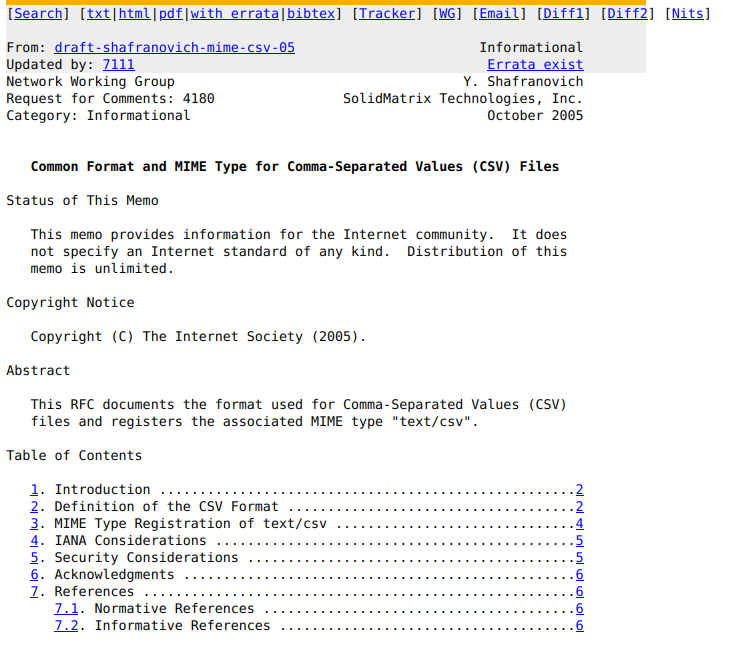 [Search] [txt|html|pdf|with errata|bibtex] [Tracker] [WG] [Email] [Diff1] [Diff2] [Nits]
From: draft-shafranovich-mime-csv-05 Informational
Updated by: 7111 Errata exist
Network Working Group Y. Shafranovich
Request for Comments: 4180 SolidMatrix Technologies, Inc.
Category: Informational October 2005
Common Format and MIME Type for Comma-Separated Values (CSV) Files
Status of This Memo
This memo provides information for the Internet community. It does
not specify an Internet standard of any kind. Distribution of this
memo is unlimited.
Copyright Notice
Copyright (C) The Internet Society (2005).
Abstract
This RFC documents the format used for Comma-Separated Values (CSV)
files and registers the associated MIME type "text/csv".
Table of Contents
1. Introduction ....................................................2
2. Definition of the CSV Format ....................................2
3. MIME Type Registration of text/csv ..............................4
4. IANA Considerations .............................................5
5. Security Considerations .........................................5
6. Acknowledgments .................................................6
7. References ......................................................6
7.1. Normative References .......................................6
7.2. Informative References .....................................6